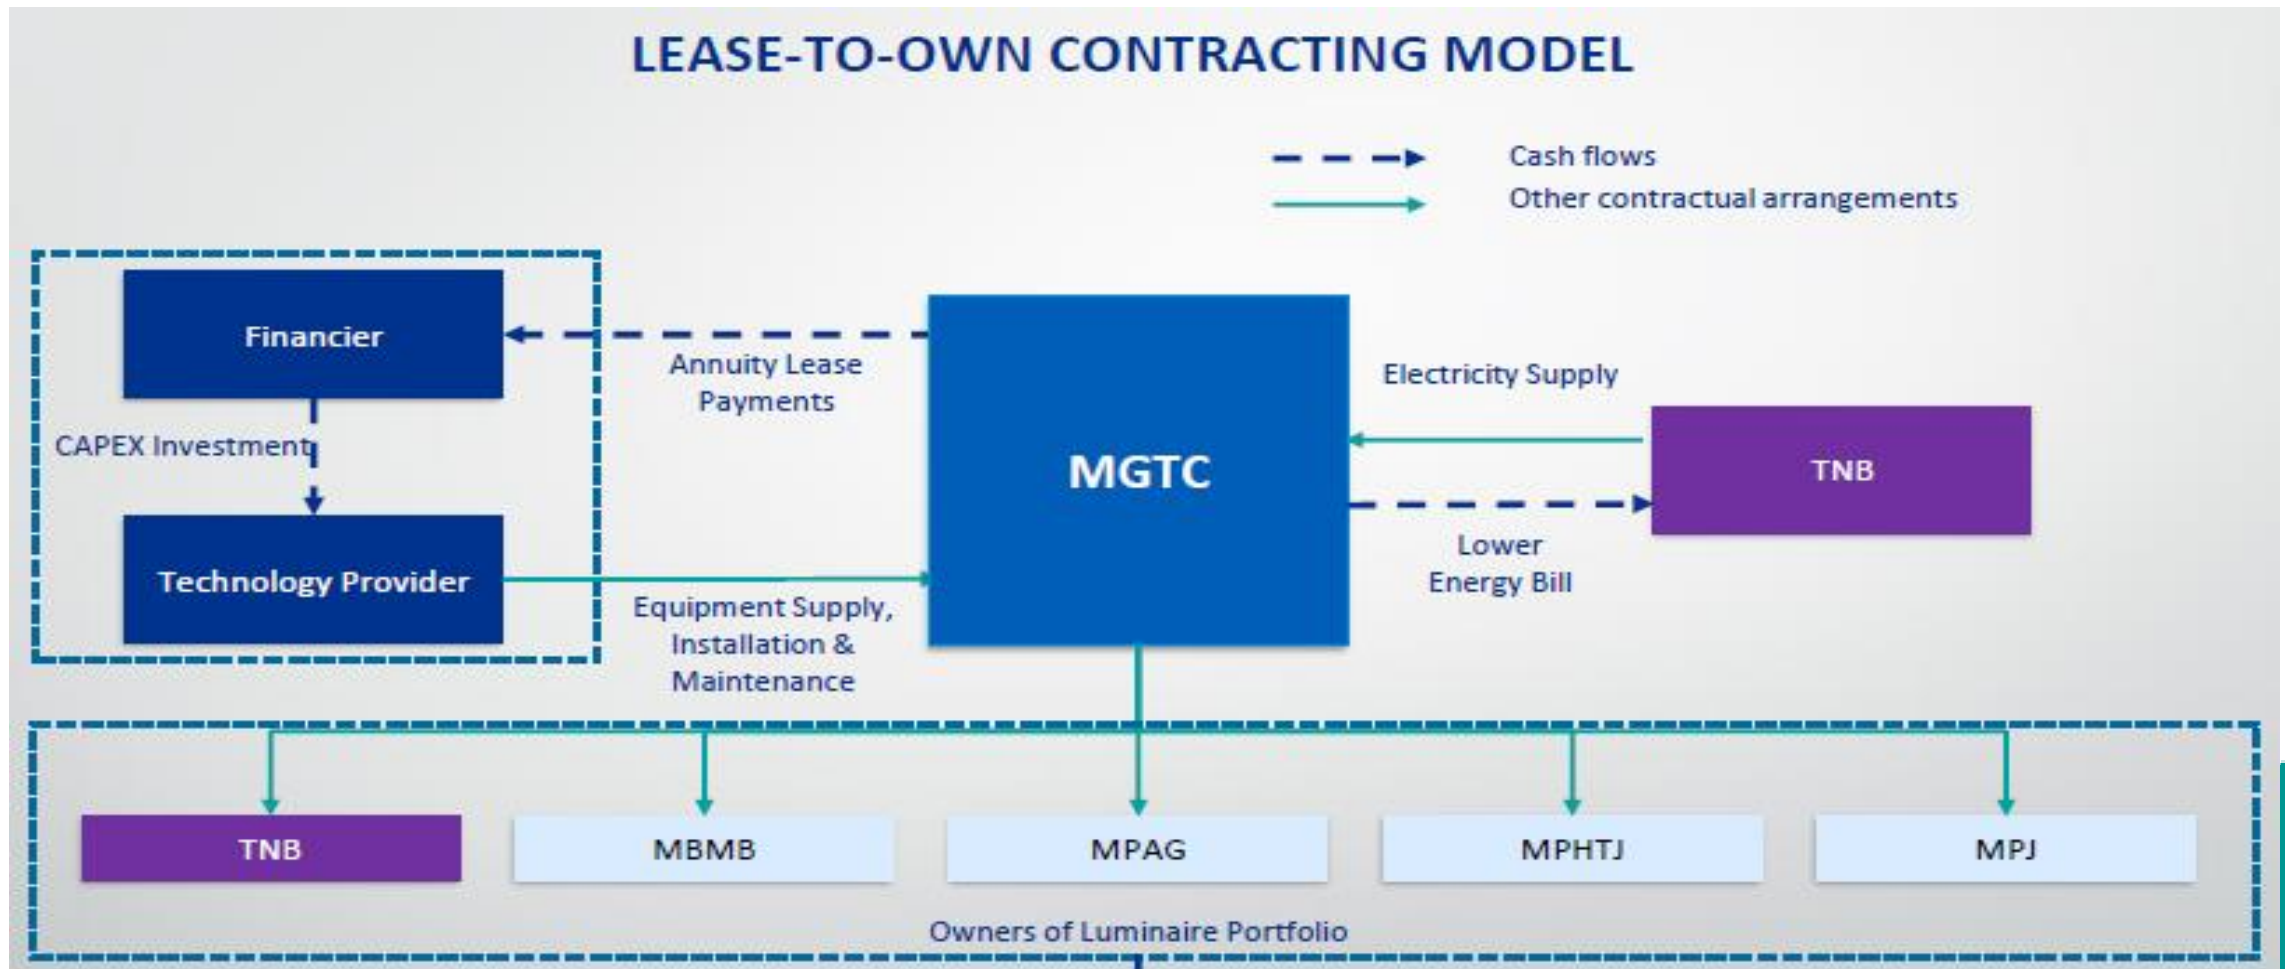 LEASE-TO-OWN CONTRACTING MODEL
Cash flows
Other contractual arrangements
Financier
Annuity Lease
Payments
CAPEX Investment
Technology Provider
Equipment Supply,
Installation &
Maintenance
MGTC
Electricity Supply
TNB
Lower
Energy Bill
TNB
MBMB
MPAG
MPHTJ
MPJ
Owners of Luminaire Portfolio